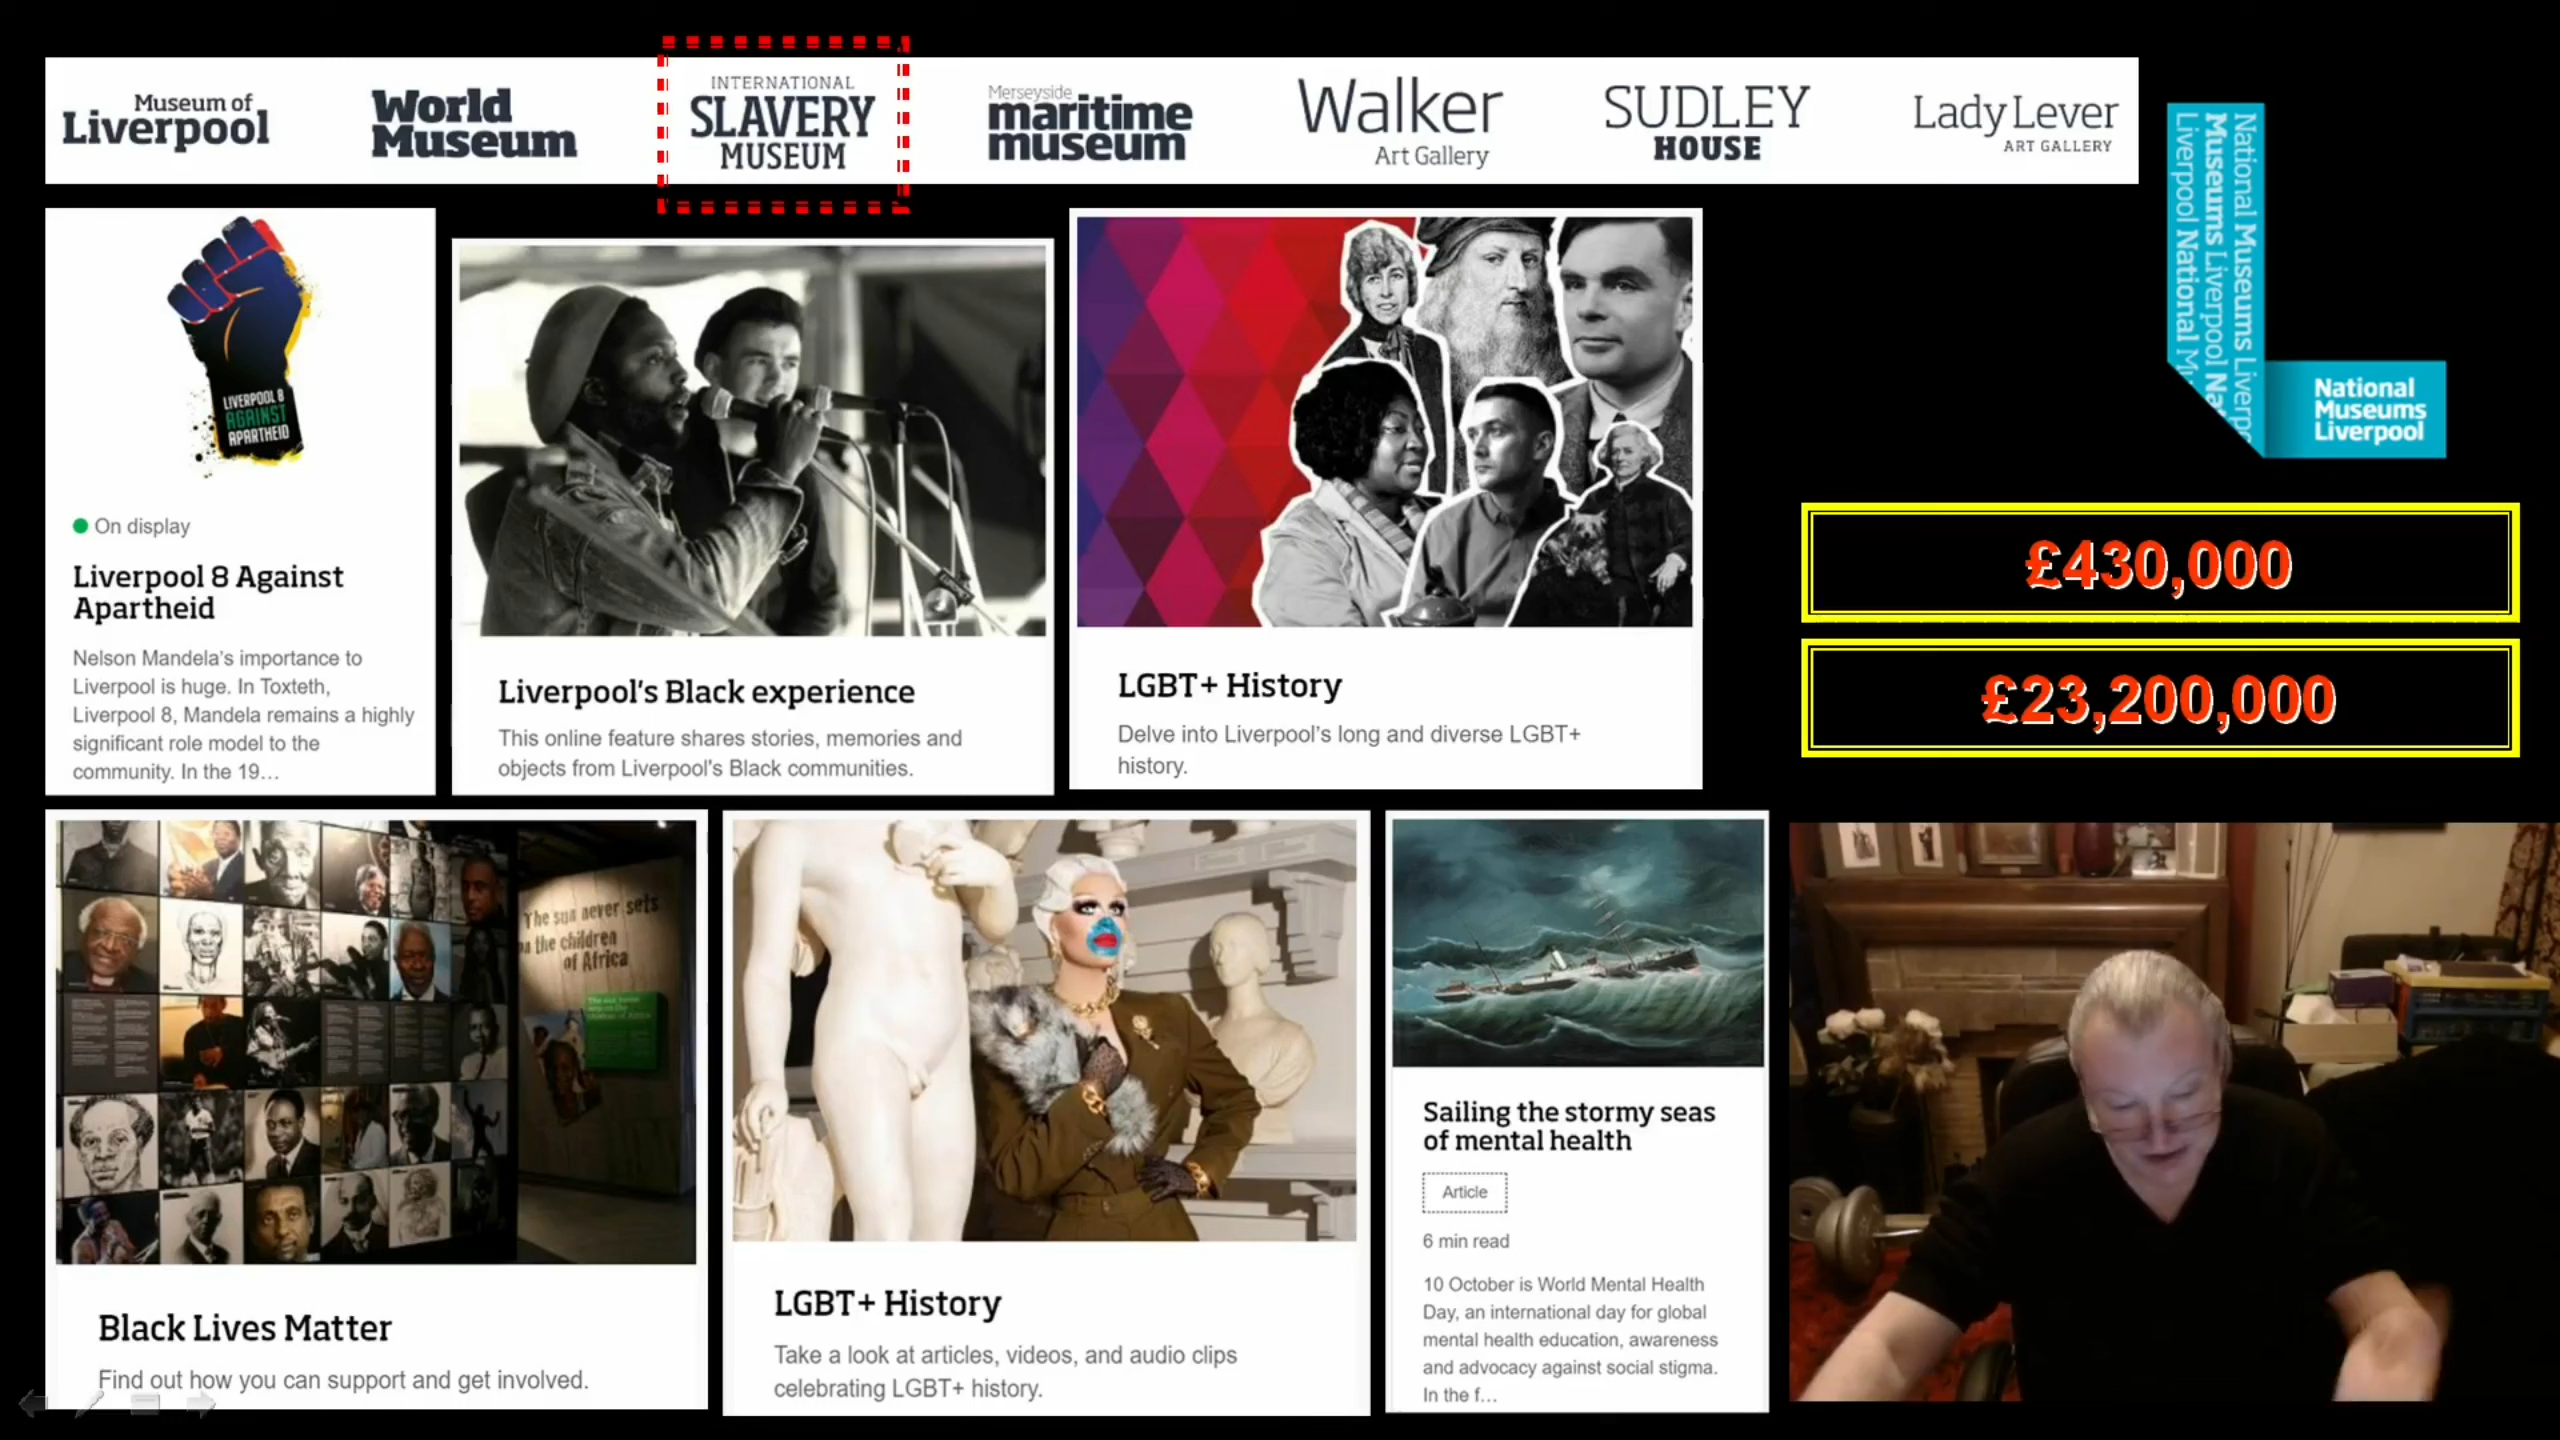 Museum of
Liverpool
World
Museum
INTERNATIONAL
SLAVERY
MUSEUM
Merseyside
maritime
museum
Walker
Art Gallery
SUDLEY
HOUSE
Lady Lever
ART GALLERY
National Museums Liverpo
Museums Liverpool Na
Liverpool National Mu
National
Museums
Liverpool
LIVERPOOL 8
AGAINST
APARTHEID
On display
Liverpool 8 Against
Apartheid
Nelson Mandela's importance to
Liverpool is huge. In Toxteth,
Liverpool 8, Mandela remains a highly
significant role model to the
community. In the 19...
Liverpool's Black experience
This online feature shares stories, memories and
objects from Liverpool's Black communities.
LGBT+ History
Delve into Liverpool's long and diverse LGBT+
history.
£430,000
£23,200,000
The sun never sets
on the children
of Africa
Black Lives Matter
Find out how you can support and get involved.
LGBT+ History
Take a look at articles, videos, and audio clips
celebrating LGBT+ history.
Sailing the stormy seas
of mental health
Article
6 min read
10 October is World Mental Health
Day, an international day for global
mental health education, awareness
and advocacy against social stigma.
In the f...